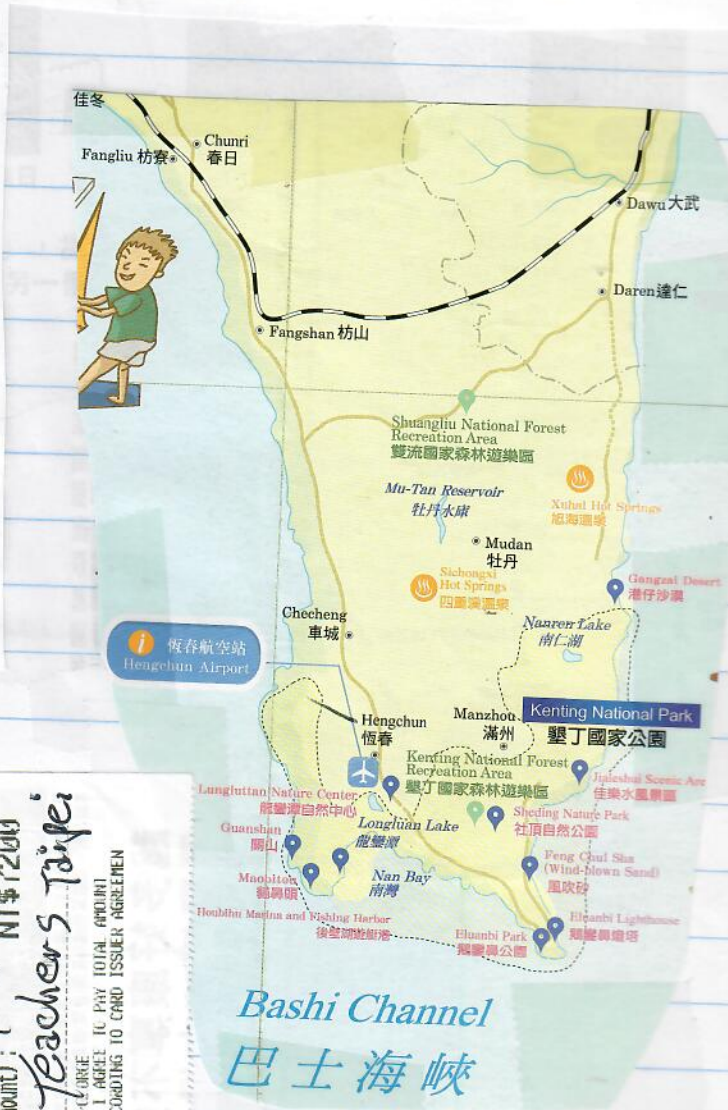 佳冬
Chunri
春日
Fangliu 枋寮
Dawu 大武
Daren 達仁
Fangshan 枋山
Shuangliu National Forest
Recreation Area
雙流國家森林遊樂區
Mu-Tan Reservoir
牡丹水庫
Xuhai Hot Springs
旭海溫泉
Mudan
牡丹
Sichongxi
Hot Springs
四重溪溫泉
Gangzai Desert
港仔沙漠
Checheng
車城
Nanren Lake
南仁湖
i 恆春航空站
Hengchun Airport
Kenting National Park
墾丁國家公園
Hengchun
恆春
Manzhou
滿州
Kenting National Forest
Recreation Area
墾丁國家森林遊樂區
Jialeshui Scenic Are
佳樂水風景區
Lungluttan Nature Center
龍鑾潭自然中心
Sheding Nature Park
社頂自然公園
Longluan Lake
龍鑾潭
Guanshan
關山
Feng Chui Sha
(Wind-blown Sand)
風吹砂
Maobitou
貓鼻頭
Nan Bay
南灣
Houbihu Marina and Fishing Harbor
後壁湖遊艇港
Eluanbi Lighthouse
鵝鑾鼻燈塔
Eluanbi Park
鵝鑾鼻公園
Bashi Channel
巴士海峽
NT$7200
Teachers Taipei
I AGREE TO PAY TOTAL AMOUNT
CORDING TO CARD ISSUER AGREEMEN